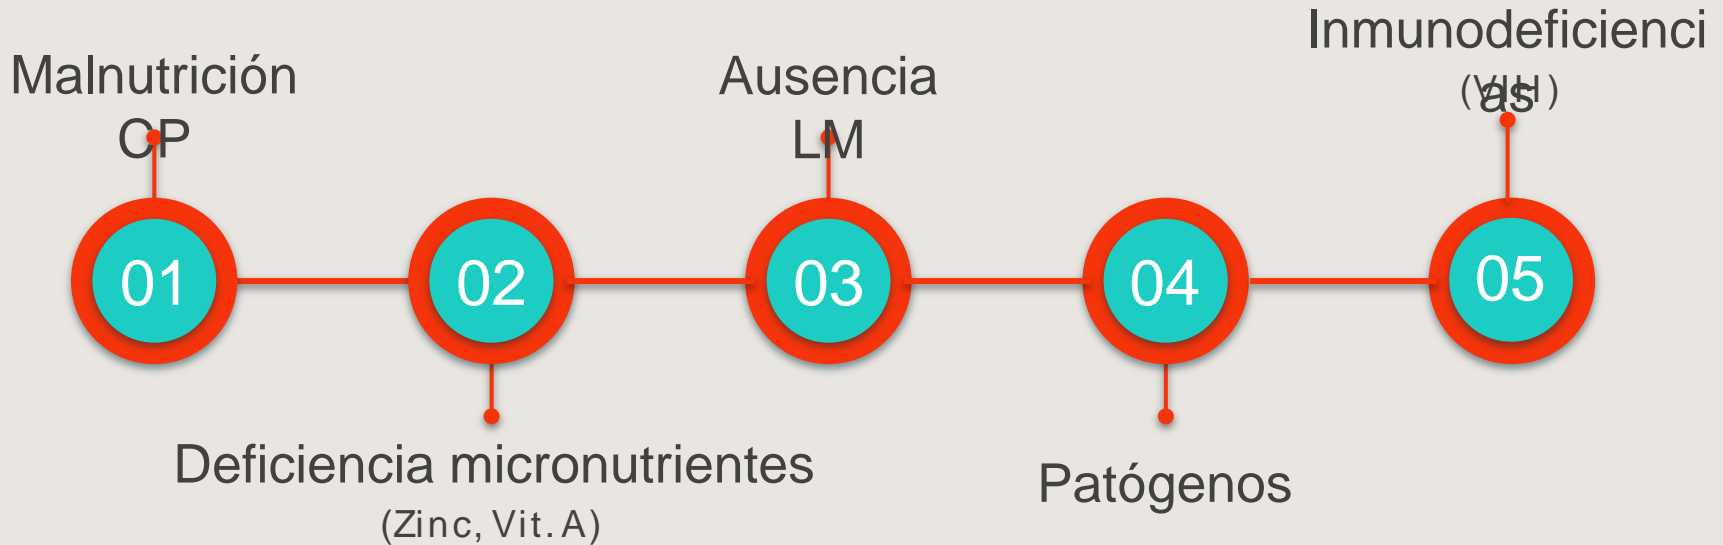 Malnutrición
CP
Ausencia
LM
Inmunodeficienci
as
(VIH)
01
02
03
04
05
Deficiencia micronutrientes
(Zinc, Vit. A)
Patógenos